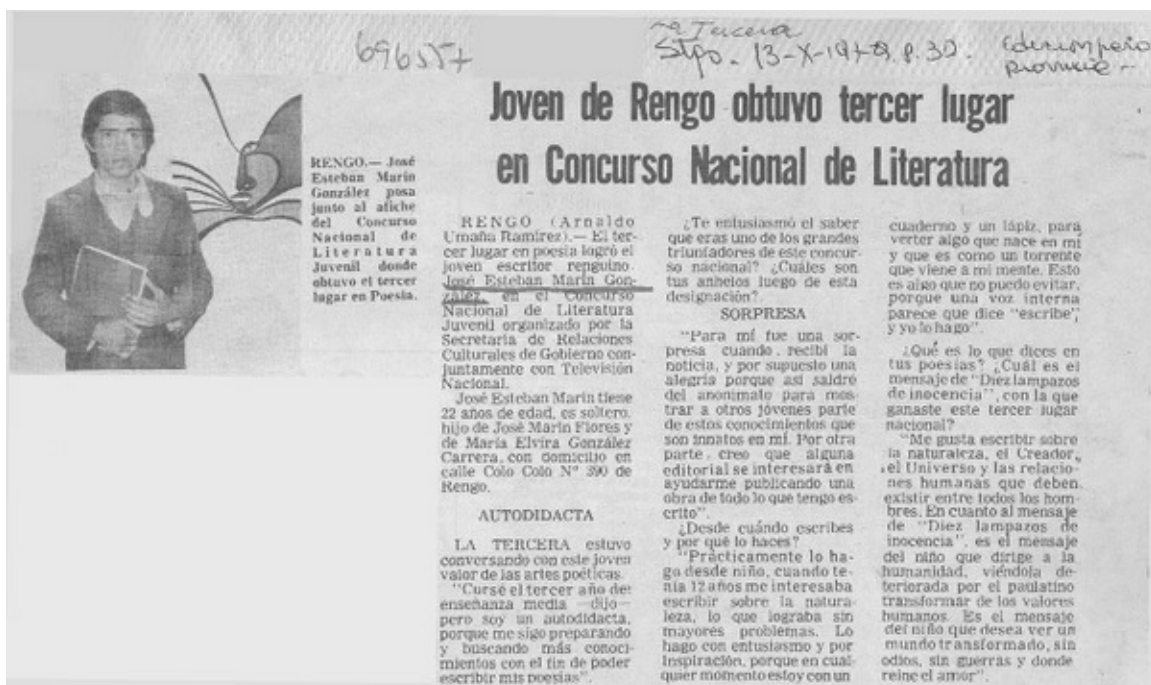 696557
La Tercera
Stgo. 13-X-1979 p. 30.
Joven de Rengo obtuvo tercer lugar
en Concurso Nacional de Literatura
RENGO.— José
Esteban Marín
González posa
junto al afiche
del Concurso
Nacional de
Literatura
Juvenil donde
obtuvo el tercer
lugar en Poesía.
RENGO (Arnaldo
Umaña Ramírez).— El ter-
cer lugar en poesía logró el
joven escritor renguino
José Esteban Marín Gon-
zález, en el Concurso
Nacional de Literatura
Juvenil organizado por la
Secretaría de Relaciones
Culturales de Gobierno con-
juntamente con Televisión
Nacional.
José Esteban Marín tiene
22 años de edad, es soltero,
hijo de José Marín Flores y
de María Elvira González
Carrera, con domicilio en
calle Colo Colo Nº 390 de
Rengo.
AUTODIDACTA
LA TERCERA estuvo
conversando con este joven
valor de las artes poéticas.
"Cursé el tercer año de
enseñanza media —dijo—
pero soy un autodidacta,
porque me sigo preparando
y buscando más conoci-
mientos con el fin de poder
escribir mis poesías".
¿Te entusiasmó el saber
que eras uno de los grandes
triunfadores de este concur-
so nacional? ¿Cuáles son
tus anhelos luego de esta
designación?
SORPRESA
"Para mí fue una sor-
presa cuando recibí la
noticia, y por supuesto una
alegría porque así saldré
del anonimato para mos-
trar a otros jóvenes parte
de estos conocimientos que
son innatos en mí. Por otra
parte, creo que alguna
editorial se interesará en
ayudarme publicando una
obra de todo lo que tengo es-
crito".
¿Desde cuándo escribes
y por qué lo haces?
"Prácticamente lo ha-
go desde niño, cuando te-
nía 12 años me interesaba
escribir sobre la natura-
leza, lo que lograba sin
mayores problemas. Lo
hago con entusiasmo y por
inspiración, porque en cual-
quier momento estoy con un
cuaderno y un lápiz, para
verter algo que nace en mí
y que es como un torrente
que viene a mi mente. Esto
es algo que no puedo evitar,
porque una voz interna
parece que dice "escribe",
y yo lo hago".
¿Qué es lo que dices en
tus poesías? ¿Cuál es el
mensaje de "Diez lampazos
de inocencia", con la que
ganaste este tercer lugar
nacional?
"Me gusta escribir sobre
la naturaleza, el Creador,
el Universo y las relacio-
nes humanas que deben
existir entre todos los hom-
bres. En cuanto al mensaje
de "Diez lampazos de
inocencia", es el mensaje
del niño que dirige a la
humanidad, viéndola de-
teriorada por el paulatino
transformar de los valores
humanos. Es el mensaje
del niño que desea ver un
mundo transformado, sin
odios, sin guerras y donde
reine el amor".